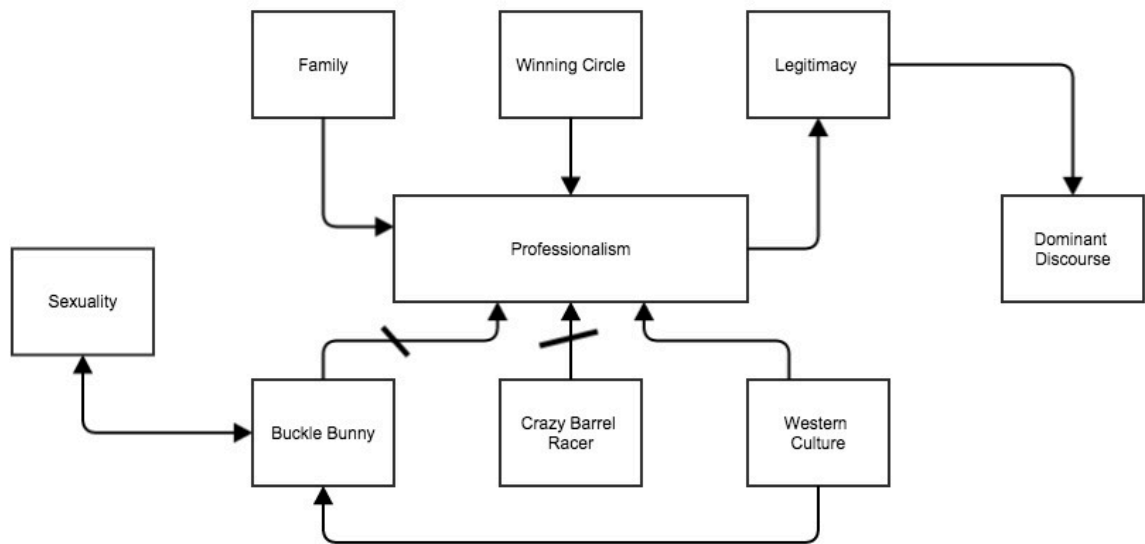 Family
Winning Circle
Legitimacy
Professionalism
Dominant
Discourse
Sexuality
Buckle Bunny
Crazy Barrel
Racer
Western
Culture